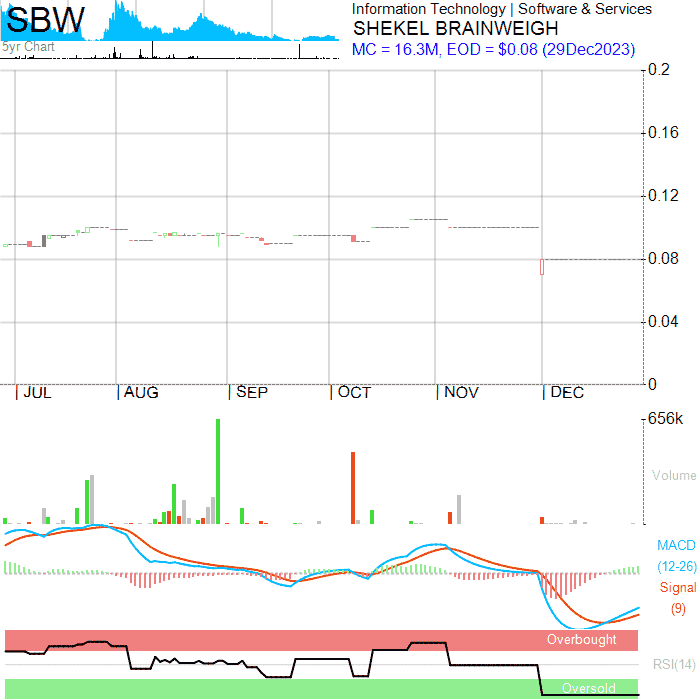 SBW
5yr Chart
Information Technology | Software & Services
SHEKEL BRAINWEIGH
MC = 16.3M, EOD = $0.08 (29Dec2023)
0.2
0.16
0.12
0.08
0.04
0
| JUL | AUG | SEP | OCT | NOV | DEC
656k
Volume
MACD
(12-26)
Signal
(9)
Overbought
RSI(14)
Oversold